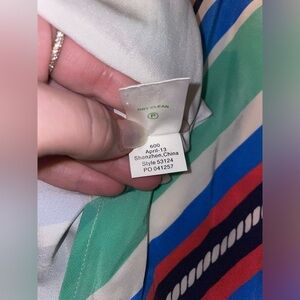 DRY CLEAN
P
600
April-13
Shenzhen, China
Style 53124
PO 041257